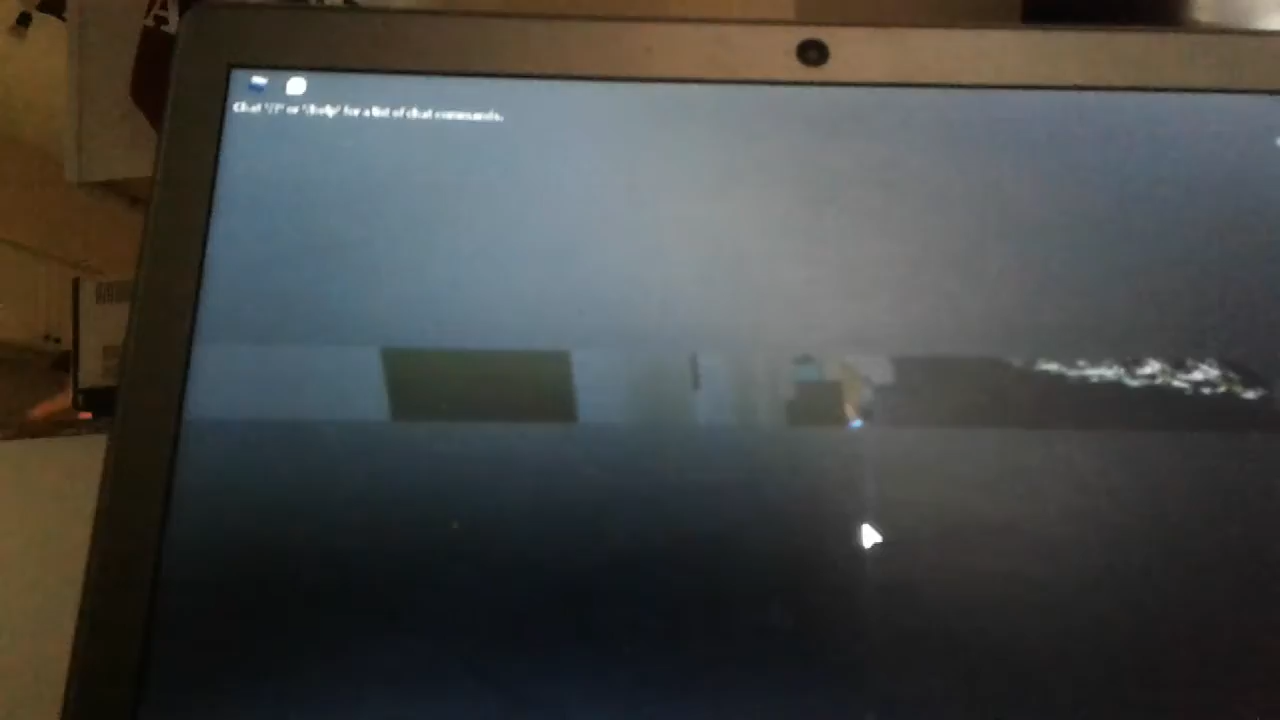 Chat '/?' or '/help' for a list of chat commands.